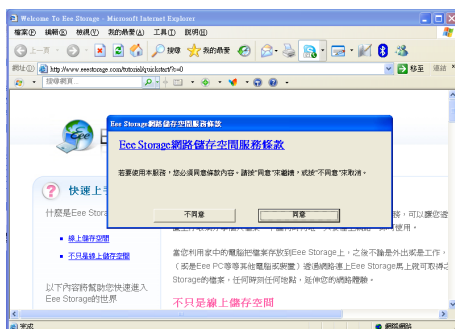 Welcome To Eee Storage - Microsoft Internet Explorer
檔案(F) 編輯(E) 檢視(V) 我的最愛(A) 工具(T) 說明(H)
上一頁 搜尋 我的最愛
網址(D) http://www.eeestorage.com/tutorial/quickstart/?c=0 移至 連結
搜尋網頁
Eee Storage網路儲存空間服務條款
Eee Storage網路儲存空間服務條款
若要使用本服務，您必須同意條款內容。請按"同意"來繼續，或按"不同意"來取消。
不同意 同意
Eee
快速上手
什麼是Eee Stora 務，可以讓您透
使用。
線上儲存空間
不只是線上儲存空間
當您利用家中的電腦把檔案存放到Eee Storage上，之後不論是外出或是工作，
（或是Eee PC等等其他電腦或裝置）透過網路連上Eee Storage馬上就可取得之
Storage的檔案。任何時刻任何地點，延伸您的網路體驗。
以下內容將幫助您快速進入
Eee Storage的世界
不只是線上儲存空間
完成 網際網路